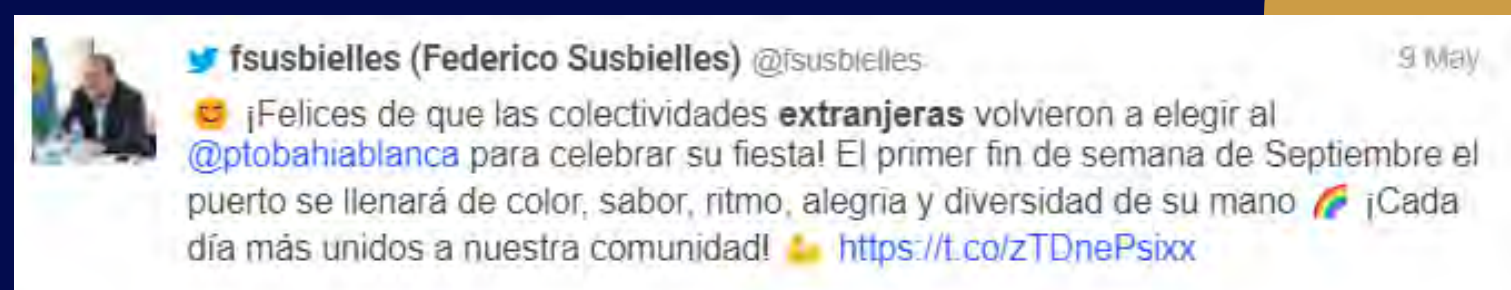 fsusbielles (Federico Susbielles) @fsusbielles 9 May
😊 ¡Felices de que las colectividades extranjeras volvieron a elegir al
@ptobahiablanca para celebrar su fiesta! El primer fin de semana de Septiembre el
puerto se llenará de color, sabor, ritmo, alegria y diversidad de su mano 🌈 ¡Cada
día más unidos a nuestra comunidad! 💪 https://t.co/zTDnePsixx